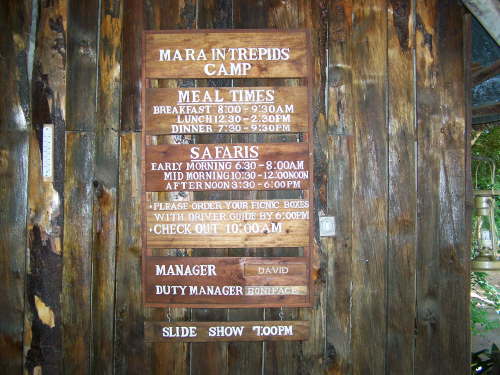 MARA INTREPIDS
CAMP
MEAL TIMES
BREAKFAST 8:00-9:30AM
LUNCH 12:30-2:30PM
DINNER 7:30-9:30PM
SAFARIS
EARLY MORNING 6:30-8:00AM
MID MORNING 10:30-12:00NOON
AFTERNOON 3:30-6:00PM
•PLEASE ORDER YOUR PICNIC BOXES
WITH DRIVER GUIDE BY 6:00PM
•CHECK OUT 10:00AM
MANAGER DAVID
DUTY MANAGER BONIFACE
SLIDE SHOW 7:00PM